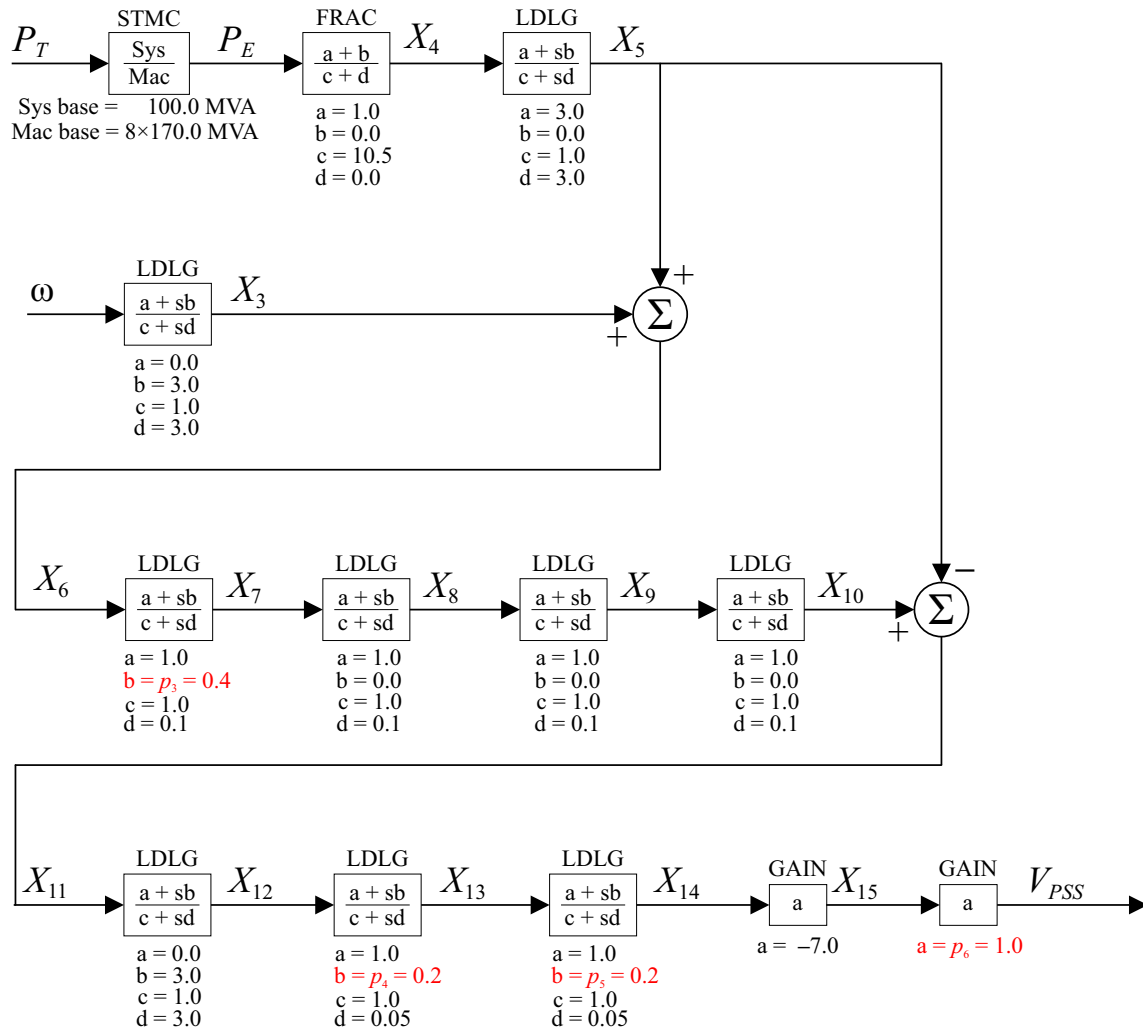 STMC FRAC LDLG
P_T Sys/Mac P_E a + b/c + d X_4 a + sb/c + sd X_5
Sys base = 100.0 MVA
Mac base = 8×170.0 MVA
a = 1.0
b = 0.0
c = 10.5
d = 0.0
a = 3.0
b = 0.0
c = 1.0
d = 3.0
LDLG
ω a + sb/c + sd X_3 + + Σ
a = 0.0
b = 3.0
c = 1.0
d = 3.0
LDLG LDLG LDLG LDLG
X_6 a + sb/c + sd X_7 a + sb/c + sd X_8 a + sb/c + sd X_9 a + sb/c + sd X_10 + − Σ
a = 1.0
b = p_3 = 0.4
c = 1.0
d = 0.1
a = 1.0
b = 0.0
c = 1.0
d = 0.1
a = 1.0
b = 0.0
c = 1.0
d = 0.1
a = 1.0
b = 0.0
c = 1.0
d = 0.1
LDLG LDLG LDLG GAIN GAIN
X_11 a + sb/c + sd X_12 a + sb/c + sd X_13 a + sb/c + sd X_14 a X_15 a V_PSS
a = 0.0
b = 3.0
c = 1.0
d = 3.0
a = 1.0
b = p_4 = 0.2
c = 1.0
d = 0.05
a = 1.0
b = p_5 = 0.2
c = 1.0
d = 0.05
a = −7.0
a = p_6 = 1.0